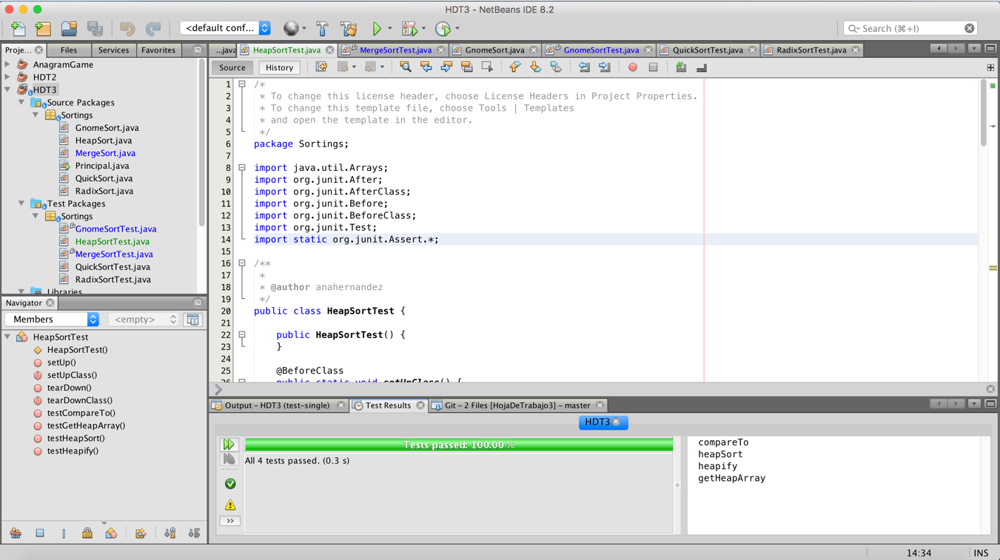 HDT3 - NetBeans IDE 8.2
<default conf...
Search (⌘+I)
Proje...
Files
Services
Favorites
...java
HeapSortTest.java
MergeSortTest.java
GnomeSort.java
GnomeSortTest.java
QuickSortTest.java
RadixSortTest.java
AnagramGame
HDT2
HDT3
Source Packages
Sortings
GnomeSort.java
HeapSort.java
MergeSort.java
Principal.java
QuickSort.java
RadixSort.java
Test Packages
Sortings
GnomeSortTest.java
HeapSortTest.java
MergeSortTest.java
QuickSortTest.java
RadixSortTest.java
Libraries
Navigator
Members
<empty>
HeapSortTest
HeapSortTest()
setUp()
setUpClass()
tearDown()
tearDownClass()
testCompareTo()
testGetHeapArray()
testHeapSort()
testHeapify()
Source
History
1 /*
2 * To change this license header, choose License Headers in Project Properties.
3 * To change this template file, choose Tools | Templates
4 * and open the template in the editor.
5 */
6 package Sortings;
7
8 import java.util.Arrays;
9 import org.junit.After;
10 import org.junit.AfterClass;
11 import org.junit.Before;
12 import org.junit.BeforeClass;
13 import org.junit.Test;
14 import static org.junit.Assert.*;
15
16 /**
17 *
18 * @author anahernandez
19 */
20 public class HeapSortTest {
21
22 public HeapSortTest() {
23 }
24
25 @BeforeClass
26 public static void setUpClass() {
Output - HDT3 (test-single)
Test Results
Git - 2 Files [HojaDeTrabajo3] - master
HDT3
Tests passed: 100.00 %
All 4 tests passed. (0.3 s)
>>
compareTo
heapSort
heapify
getHeapArray
14:34
INS